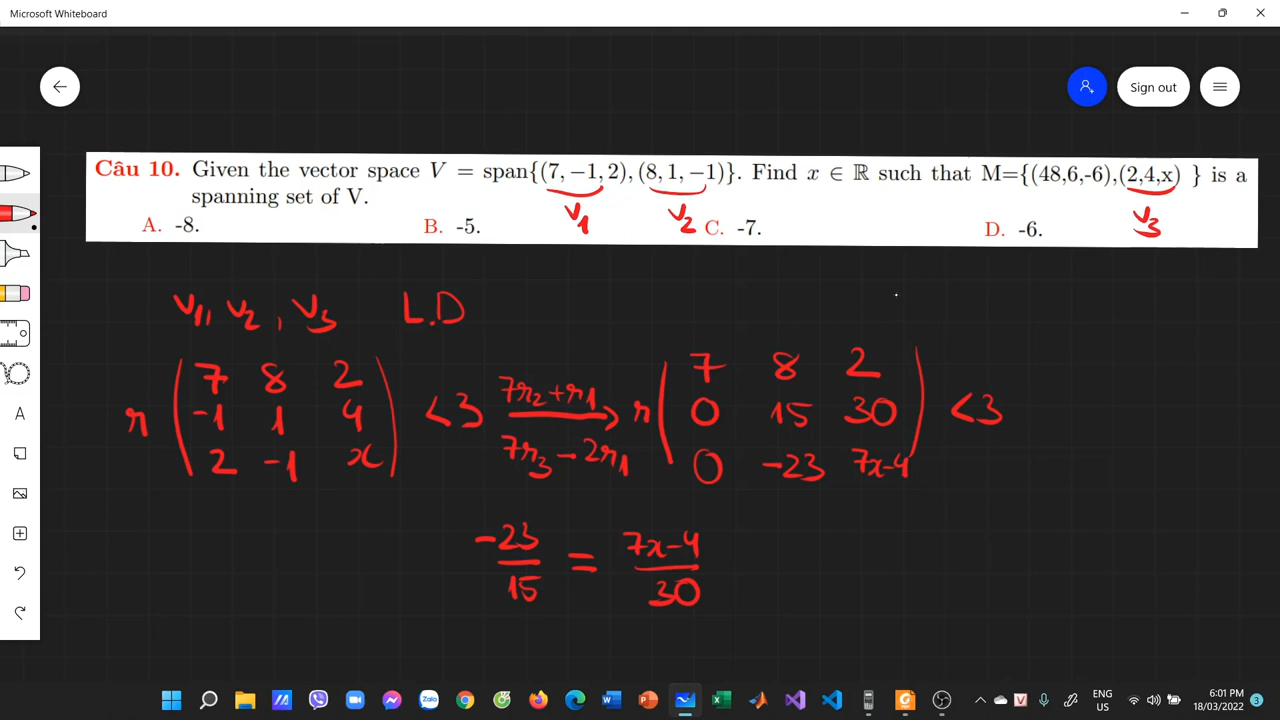 Microsoft Whiteboard
Sign out
Câu 10. Given the vector space V = span{(7, −1, 2), (8, 1, −1)}. Find x ∈ ℝ such that M={(48,6,-6),(2,4,x) } is a
spanning set of V.
A. -8. B. -5. C. -7. D. -6.
v1 v2 v3
v1, v2, v3 L.D
r ( 7 8 2 ) < 3 7r2+r1 r ( 7 8 2 ) < 3
-1 1 4 7r3-2r1 0 15 30
2 -1 x 0 -23 7x-4
-23/15 = 7x-4/30
A
Zalo
V
ENG
US
6:01 PM
18/03/2022
3